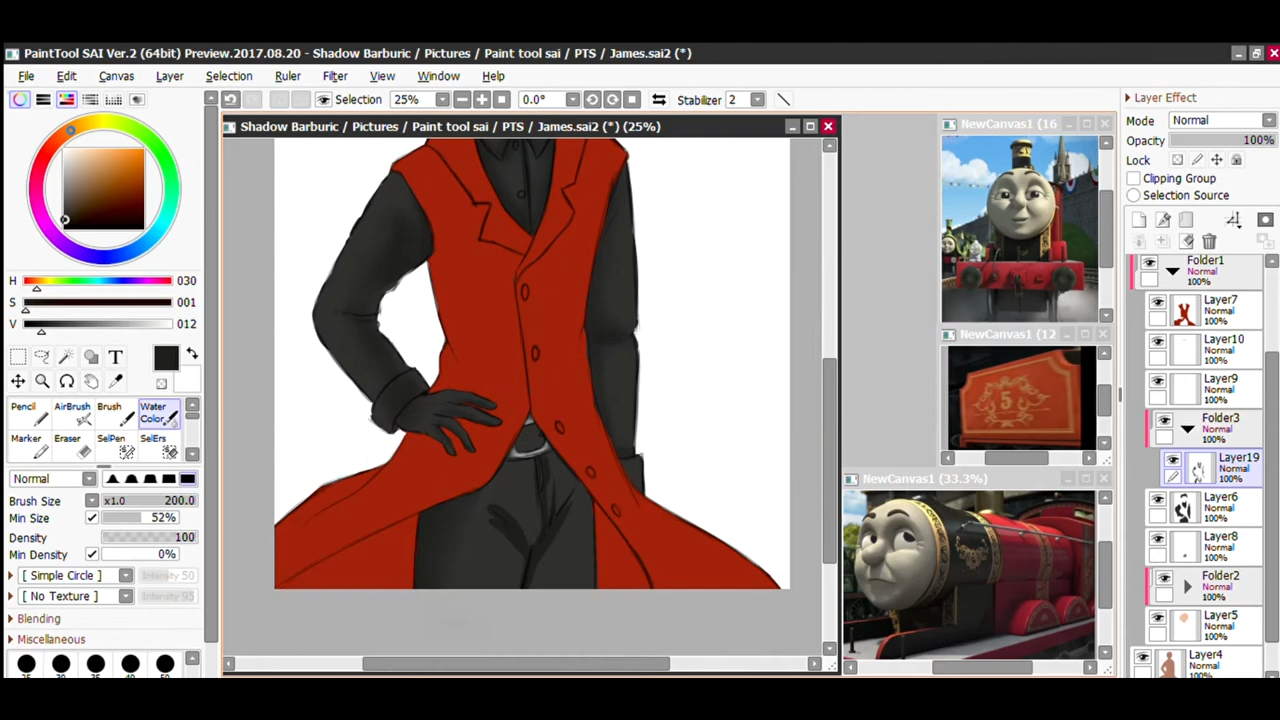 PaintTool SAI Ver.2 (64bit) Preview.2017.08.20 - Shadow Barburic / Pictures / Paint tool sai / PTS / James.sai2 (*)
File Edit Canvas Layer Selection Ruler Filter View Window Help
Selection 25% 0.0° Stabilizer 2
Shadow Barburic / Pictures / Paint tool sai / PTS / James.sai2 (*) (25%)
H 030
S 001
V 012
T
Pencil AirBrush Brush Water Color
Marker Eraser SelPen SelErs
Normal
Brush Size x1.0 200.0
Min Size 52%
Density 100
Min Density 0%
[ Simple Circle ] Intensity 50
[ No Texture ] Intensity 95
Blending
Miscellaneous
NewCanvas1 (16
NewCanvas1 (12
5
NewCanvas1 (33.3%)
Layer Effect
Mode Normal
Opacity 100%
Lock
Clipping Group
Selection Source
Folder1
Normal
100%
Layer7
Normal
100%
Layer10
Normal
100%
Layer9
Normal
100%
Folder3
Normal
100%
Layer19
Normal
100%
Layer6
Normal
100%
Layer8
Normal
100%
Folder2
Normal
100%
Layer5
Normal
100%
Layer4
Normal